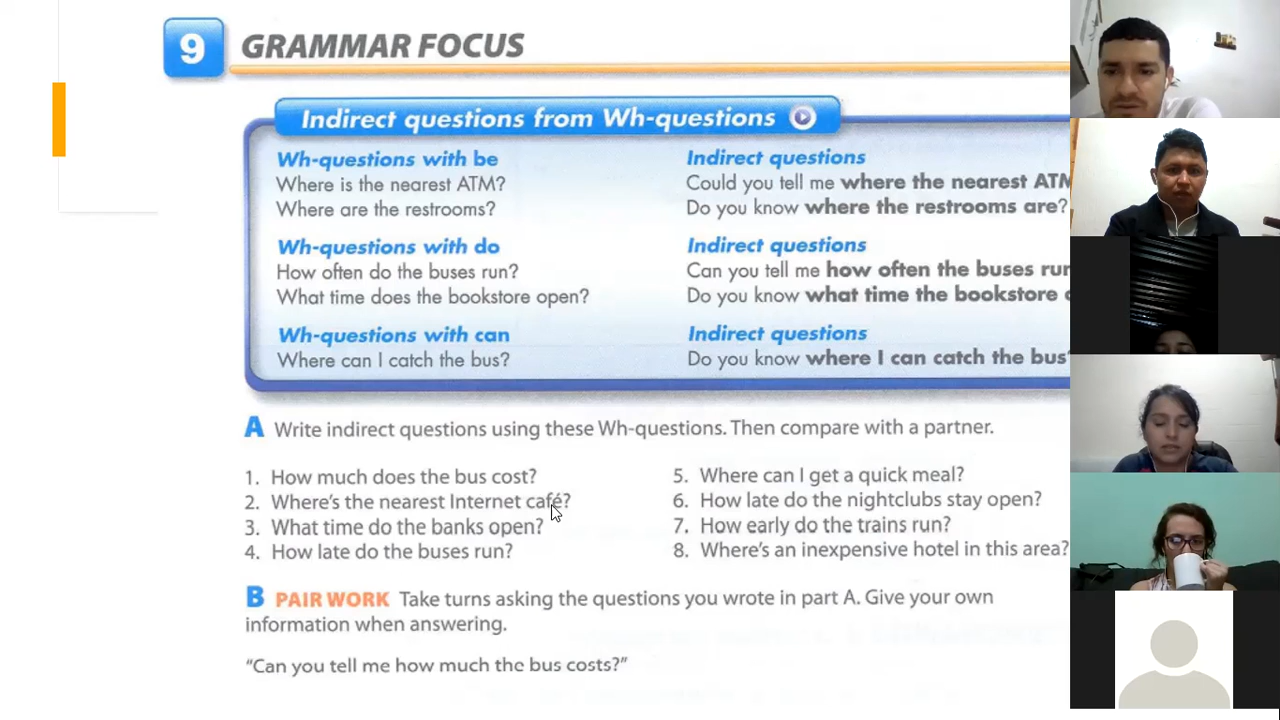 9 GRAMMAR FOCUS
Indirect questions from Wh-questions
Wh-questions with be
Where is the nearest ATM?
Where are the restrooms?
Indirect questions
Could you tell me where the nearest ATM
Do you know where the restrooms are?
Wh-questions with do
How often do the buses run?
What time does the bookstore open?
Indirect questions
Can you tell me how often the buses run
Do you know what time the bookstore
Wh-questions with can
Where can I catch the bus?
Indirect questions
Do you know where I can catch the bus?
A Write indirect questions using these Wh-questions. Then compare with a partner.
1. How much does the bus cost?
2. Where's the nearest Internet café?
3. What time do the banks open?
4. How late do the buses run?
5. Where can I get a quick meal?
6. How late do the nightclubs stay open?
7. How early do the trains run?
8. Where's an inexpensive hotel in this area?
B PAIR WORK Take turns asking the questions you wrote in part A. Give your own
information when answering.
"Can you tell me how much the bus costs?"